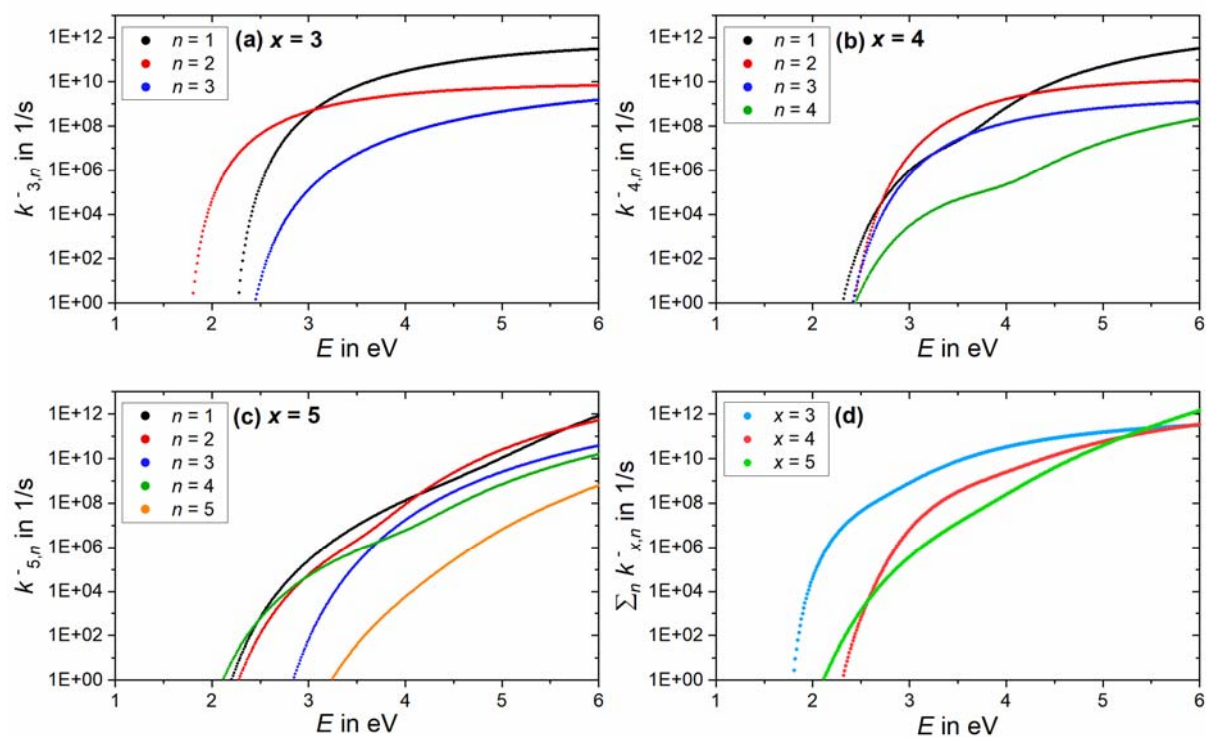 1E+12
1E+10
1E+08
1E+06
1E+04
1E+02
1E+00
k⁻3,n in 1/s
n = 1
n = 2
n = 3
(a) x = 3
1 2 3 4 5 6
E in eV
1E+12
1E+10
1E+08
1E+06
1E+04
1E+02
1E+00
k⁻4,n in 1/s
n = 1
n = 2
n = 3
n = 4
(b) x = 4
1 2 3 4 5 6
E in eV
1E+12
1E+10
1E+08
1E+06
1E+04
1E+02
1E+00
k⁻5,n in 1/s
n = 1
n = 2
n = 3
n = 4
n = 5
(c) x = 5
1 2 3 4 5 6
E in eV
1E+12
1E+10
1E+08
1E+06
1E+04
1E+02
1E+00
Σn k⁻x,n in 1/s
x = 3
x = 4
x = 5
(d)
1 2 3 4 5 6
E in eV